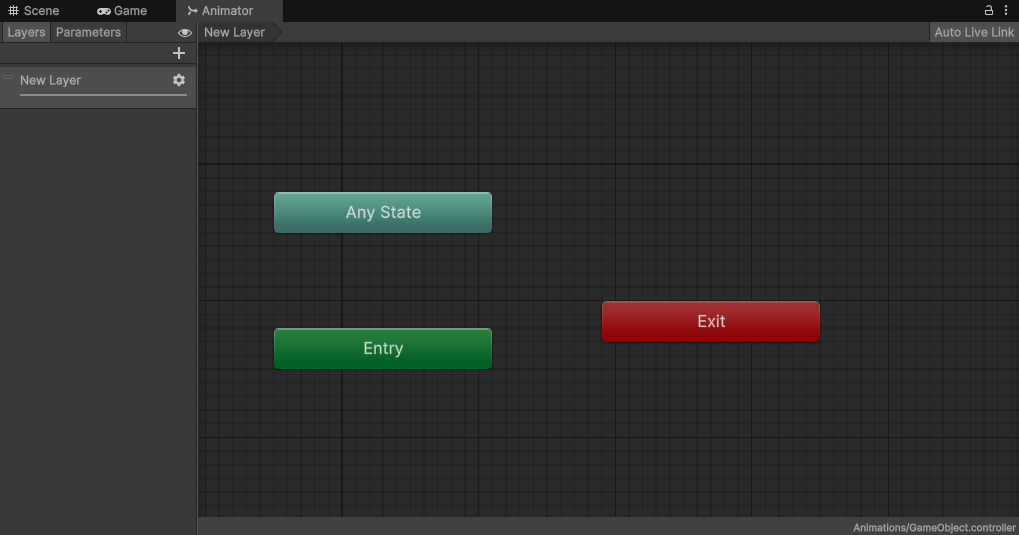 Scene Game Animator
Layers Parameters New Layer Auto Live Link
New Layer
Any State
Exit
Entry
Animations/GameObject.controller